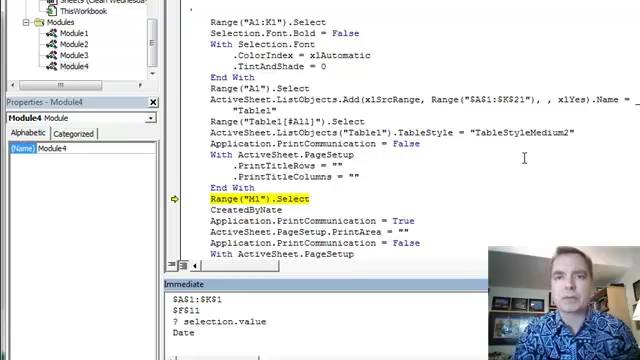 Sheet9 (Clean Wednesda
ThisWorkbook
Modules
Module1
Module2
Module3
Module4
Properties - Module4
Module4 Module
Alphabetic Categorized
(Name) Module4
'
Range("A1:K1").Select
Selection.Font.Bold = False
With Selection.Font
.ColorIndex = xlAutomatic
.TintAndShade = 0
End With
Range("A1").Select
ActiveSheet.ListObjects.Add(xlSrcRange, Range("$A$1:$K$21"), , xlYes).Name = _
"Table1"
Range("Table1[#All]").Select
ActiveSheet.ListObjects("Table1").TableStyle = "TableStyleMedium2"
Application.PrintCommunication = False
With ActiveSheet.PageSetup
.PrintTitleRows = ""
.PrintTitleColumns = ""
End With
Range("M1").Select
CreatedByNate
Application.PrintCommunication = True
ActiveSheet.PageSetup.PrintArea = ""
Application.PrintCommunication = False
With ActiveSheet.PageSetup
Immediate
$A$1:$K$1
$F$11
? selection.value
Date